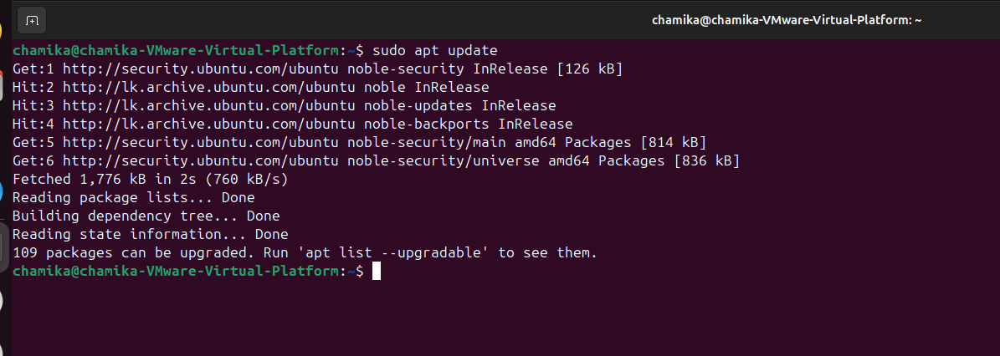 chamika@chamika-VMware-Virtual-Platform: ~
chamika@chamika-VMware-Virtual-Platform:~$ sudo apt update
Get:1 http://security.ubuntu.com/ubuntu noble-security InRelease [126 kB]
Hit:2 http://lk.archive.ubuntu.com/ubuntu noble InRelease
Hit:3 http://lk.archive.ubuntu.com/ubuntu noble-updates InRelease
Hit:4 http://lk.archive.ubuntu.com/ubuntu noble-backports InRelease
Get:5 http://security.ubuntu.com/ubuntu noble-security/main amd64 Packages [814 kB]
Get:6 http://security.ubuntu.com/ubuntu noble-security/universe amd64 Packages [836 kB]
Fetched 1,776 kB in 2s (760 kB/s)
Reading package lists... Done
Building dependency tree... Done
Reading state information... Done
109 packages can be upgraded. Run 'apt list --upgradable' to see them.
chamika@chamika-VMware-Virtual-Platform:~$